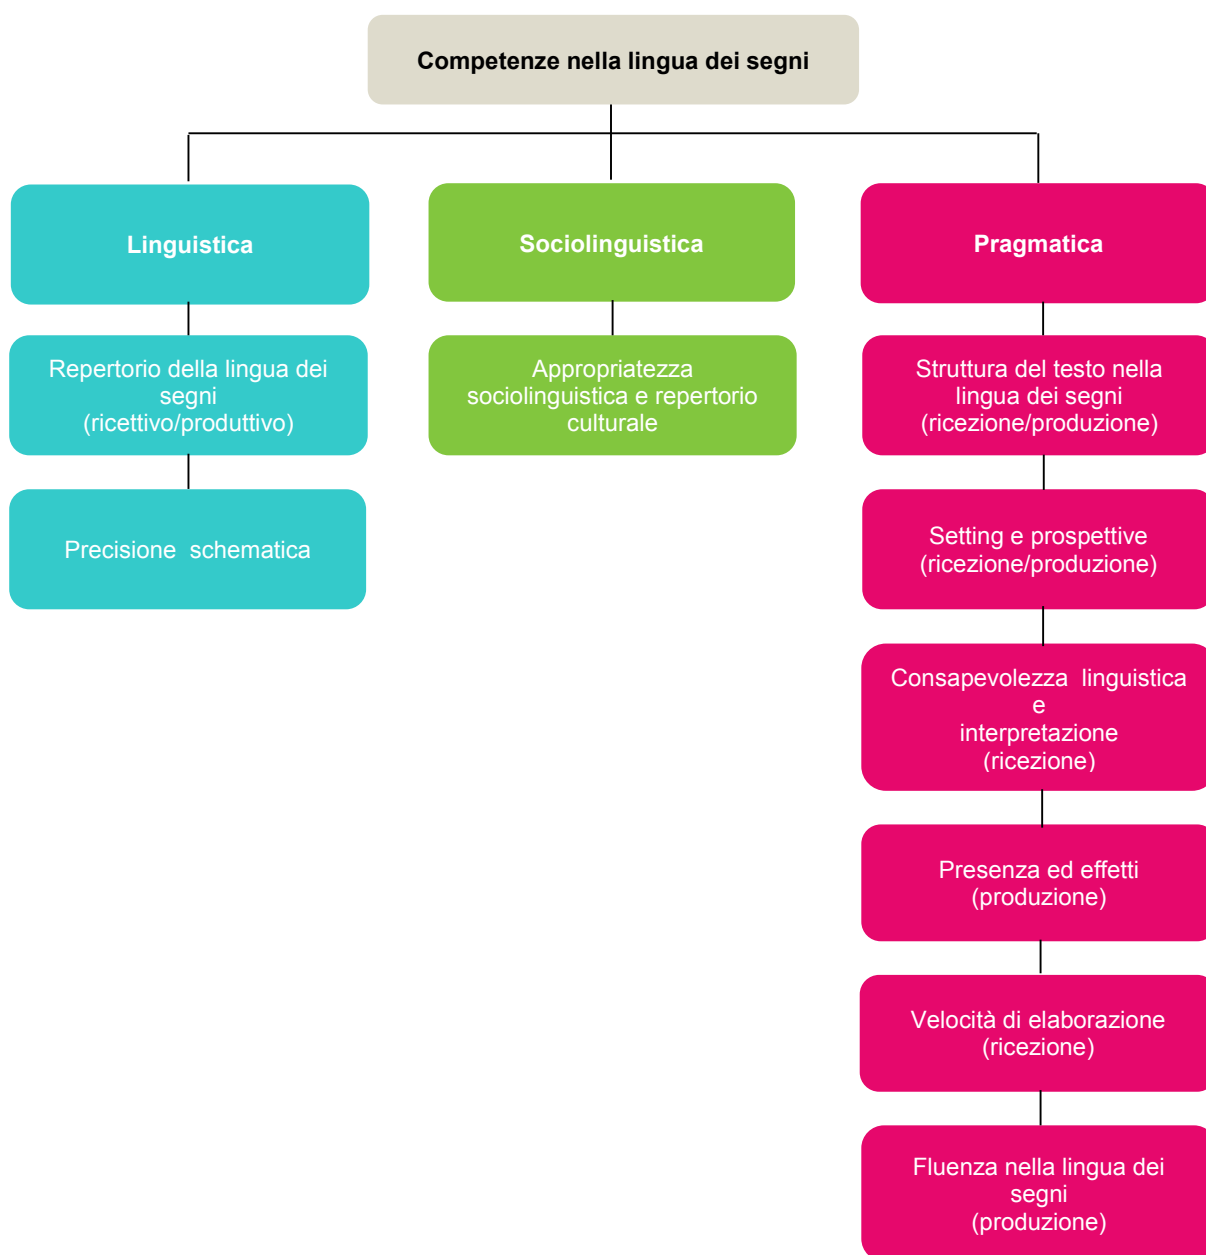 Competenze nella lingua dei segni
Linguistica
Sociolinguistica
Pragmatica
Repertorio della lingua dei
segni
(ricettivo/produttivo)
Appropriatezza
sociolinguistica e repertorio
culturale
Struttura del testo nella
lingua dei segni
(ricezione/produzione)
Precisione schematica
Setting e prospettive
(ricezione/produzione)
Consapevolezza linguistica
e
interpretazione
(ricezione)
Presenza ed effetti
(produzione)
Velocità di elaborazione
(ricezione)
Fluenza nella lingua dei
segni
(produzione)